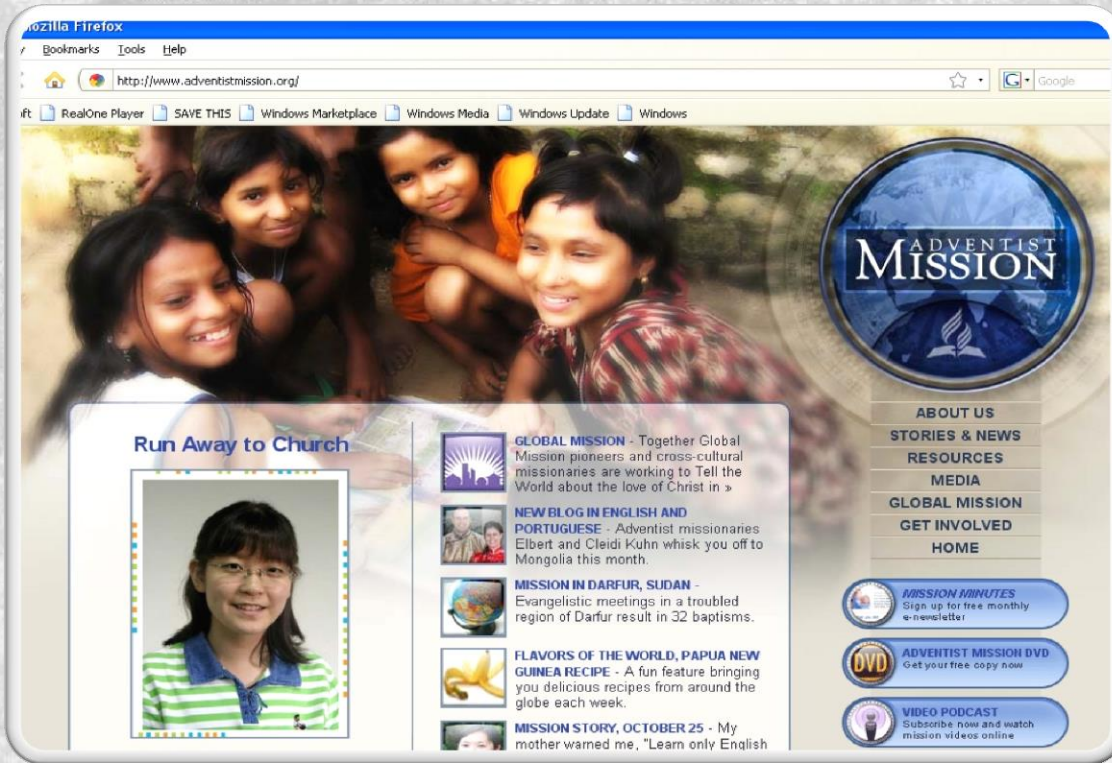 Mozilla Firefox
Bookmarks Tools Help
http://www.adventistmission.org/
Google
RealOne Player SAVE THIS Windows Marketplace Windows Media Windows Update Windows
ADVENTIST
MISSION
ABOUT US
STORIES & NEWS
RESOURCES
MEDIA
GLOBAL MISSION
GET INVOLVED
HOME
Run Away to Church
GLOBAL MISSION - Together Global
Mission pioneers and cross-cultural
missionaries are working to Tell the
World about the love of Christ in »
NEW BLOG IN ENGLISH AND
PORTUGUESE - Adventist missionaries
Elbert and Cleidi Kuhn whisk you off to
Mongolia this month.
MISSION IN DARFUR, SUDAN -
Evangelistic meetings in a troubled
region of Darfur result in 32 baptisms.
FLAVORS OF THE WORLD, PAPUA NEW
GUINEA RECIPE - A fun feature bringing
you delicious recipes from around the
globe each week.
MISSION STORY, OCTOBER 25 - My
mother warned me, "Learn only English
MISSION MINUTES
Sign up for free monthly
e-newsletter
DVD
ADVENTIST MISSION DVD
Get your free copy now
VIDEO PODCAST
Subscribe now and watch
mission videos online